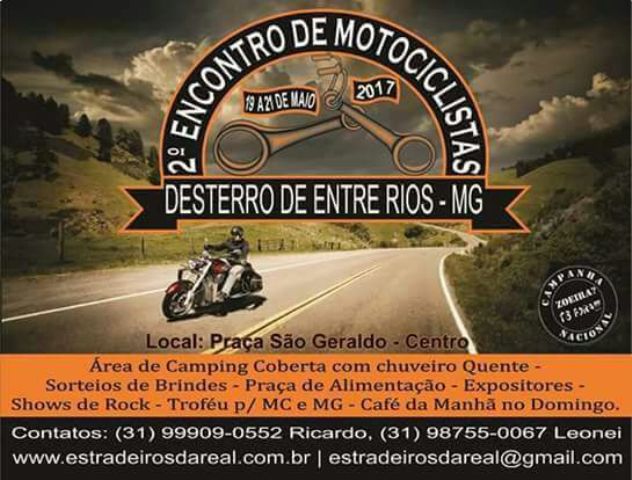 2º ENCONTRO DE MOTOCICLISTAS
19 A 21 DE MAIO
2017
DESTERRO DE ENTRE RIOS - MG
CAMPANHA
ZOEIRA?
NACIONAL
Local: Praça São Geraldo - Centro
Área de Camping Coberta com chuveiro Quente -
Sorteios de Brindes - Praça de Alimentação - Expositores -
Shows de Rock - Troféu p/ MC e MG - Café da Manhã no Domingo.
Contatos: (31) 99909-0552 Ricardo, (31) 98755-0067 Leonei
www.estradeirosdareal.com.br | estradeirosdareal@gmail.com